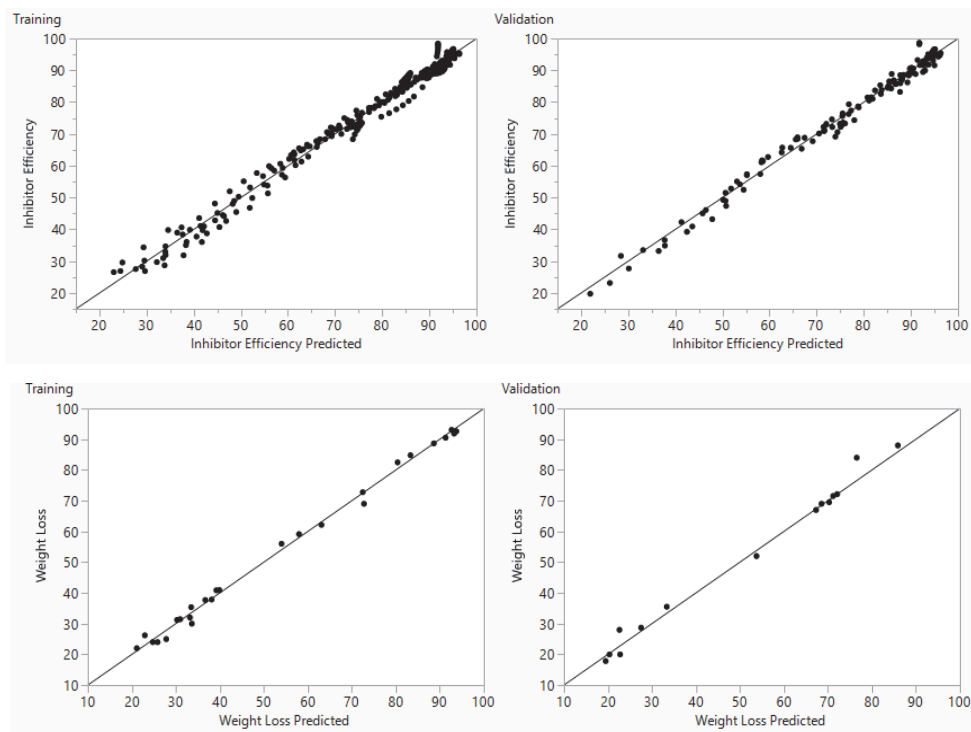 Training
Validation
100
90
80
70
60
50
40
30
20
Inhibitor Efficiency
20 30 40 50 60 70 80 90 100
Inhibitor Efficiency Predicted
100
90
80
70
60
50
40
30
20
Inhibitor Efficiency
20 30 40 50 60 70 80 90 100
Inhibitor Efficiency Predicted
Training
Validation
100
90
80
70
60
50
40
30
20
10
Weight Loss
10 20 30 40 50 60 70 80 90 100
Weight Loss Predicted
100
90
80
70
60
50
40
30
20
10
Weight Loss
10 20 30 40 50 60 70 80 90 100
Weight Loss Predicted